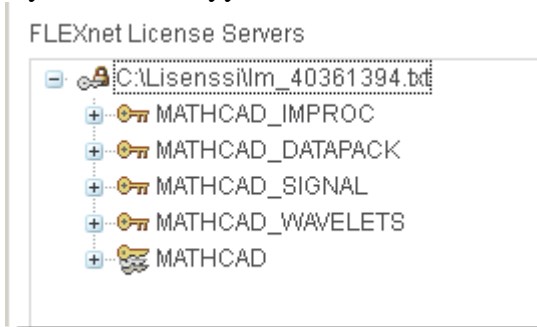 FLEXnet License Servers
C:\Lisenssi\lm_40361394.txt
MATHCAD_IMPROC
MATHCAD_DATAPACK
MATHCAD_SIGNAL
MATHCAD_WAVELETS
MATHCAD